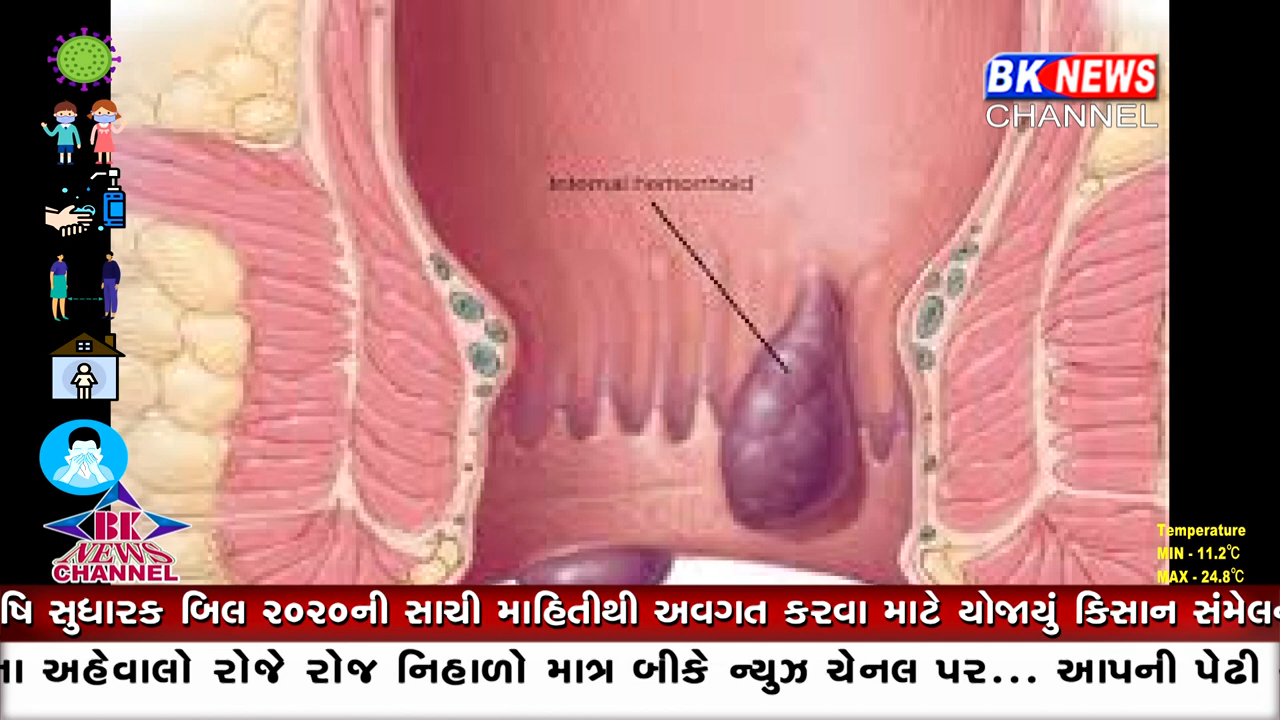 BK NEWS
CHANNEL
Internal hemorrhoid
BK
NEWS
CHANNEL
Temperature
MIN - 11.2℃
MAX - 24.8℃
ષિ સુધારક બિલ ૨૦૨૦ની સાચી માહિતીથી અવગત કરવા માટે યોજાયું કિસાન સંમેલન
ના અહેવાલો રોજે રોજ નિહાળો માત્ર બીકે ન્યુઝ ચેનલ પર... આપની પેઢી